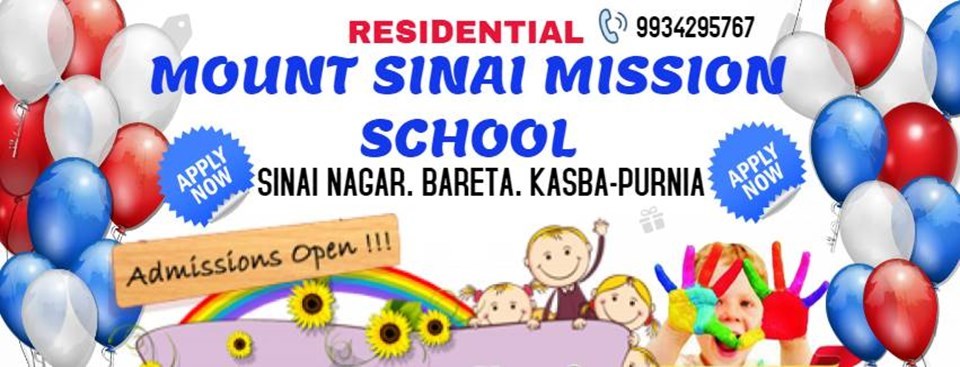 RESIDENTIAL 9934295767
MOUNT SINAI MISSION
SCHOOL
APPLY
NOW
SINAI NAGAR. BARETA. KASBA-PURNIA
APPLY
NOW
Admissions Open !!!